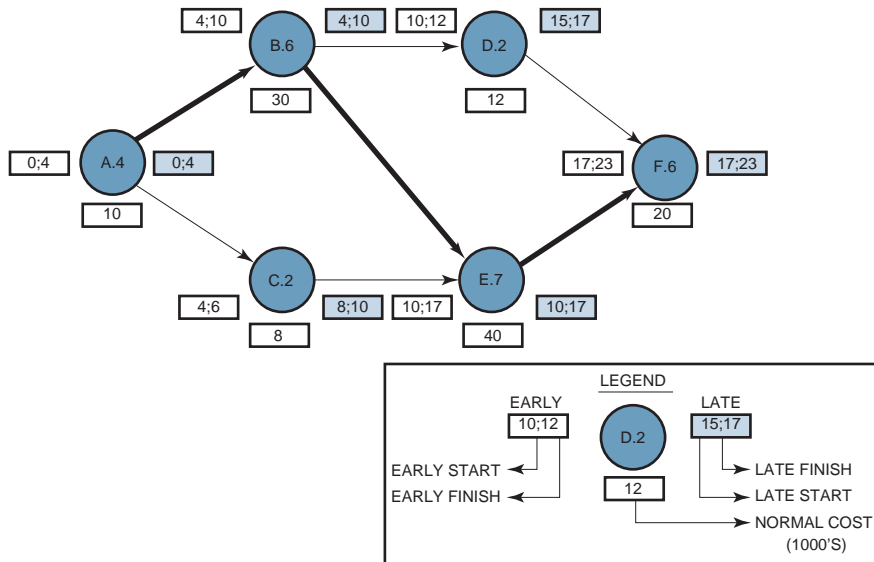 4;10
B.6
4;10
10;12
D.2
15;17
30
12
0;4
A.4
0;4
17;23
F.6
17;23
10
20
C.2
E.7
4;6
8;10
10;17
10;17
8
40
LEGEND
EARLY
LATE
10;12
D.2
15;17
EARLY START
LATE FINISH
EARLY FINISH
12
LATE START
NORMAL COST
(1000'S)